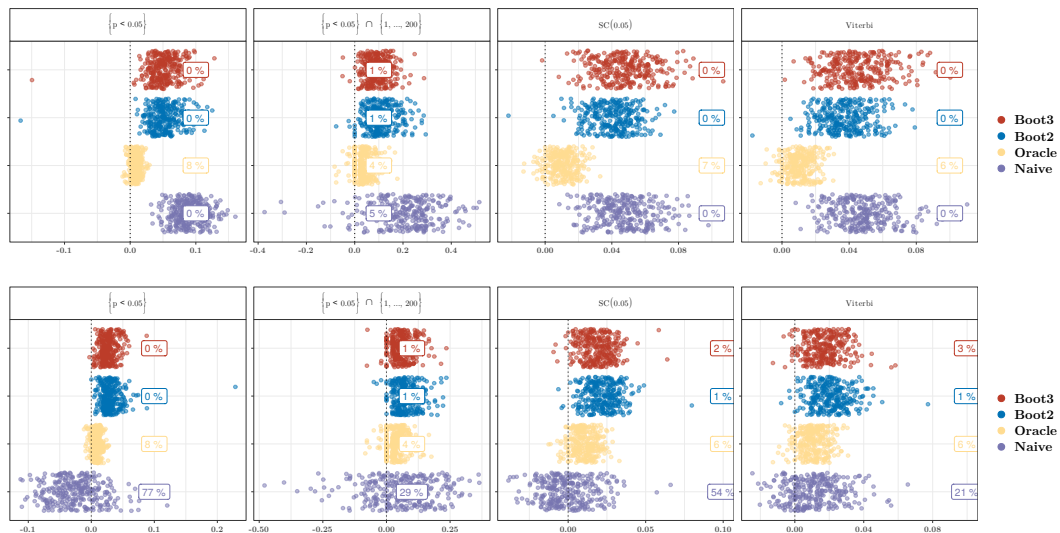 {p < 0.05}
{p < 0.05} ∩ {1, ..., 200}
SC(0.05)
Viterbi
0 %
1 %
0 %
0 %
0 %
1 %
0 %
0 %
8 %
4 %
7 %
6 %
0 %
5 %
0 %
0 %
-0.1 0.0 0.1
-0.4 -0.2 0.0 0.2 0.4
0.00 0.04 0.08
0.00 0.04 0.08
Boot3
Boot2
Oracle
Naive
{p < 0.05}
{p < 0.05} ∩ {1, ..., 200}
SC(0.05)
Viterbi
0 %
1 %
2 %
3 %
0 %
1 %
1 %
1 %
8 %
4 %
6 %
6 %
77 %
29 %
54 %
21 %
-0.1 0.0 0.1 0.2
-0.50 -0.25 0.00 0.25
0.00 0.05 0.10
0.00 0.04 0.08
Boot3
Boot2
Oracle
Naive